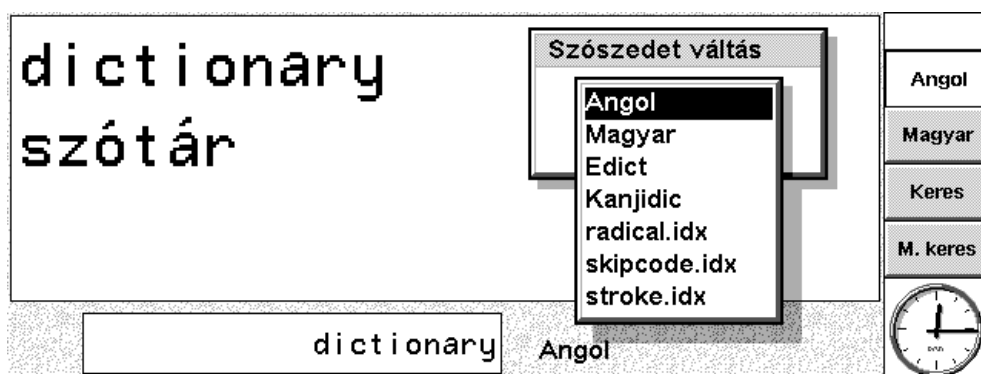 dictionary
szótár
Szószedet váltás
Angol
Magyar
Edict
Kanjidic
radical.idx
skipcode.idx
stroke.idx
dictionary
Angol
Angol
Magyar
Keres
M. keres